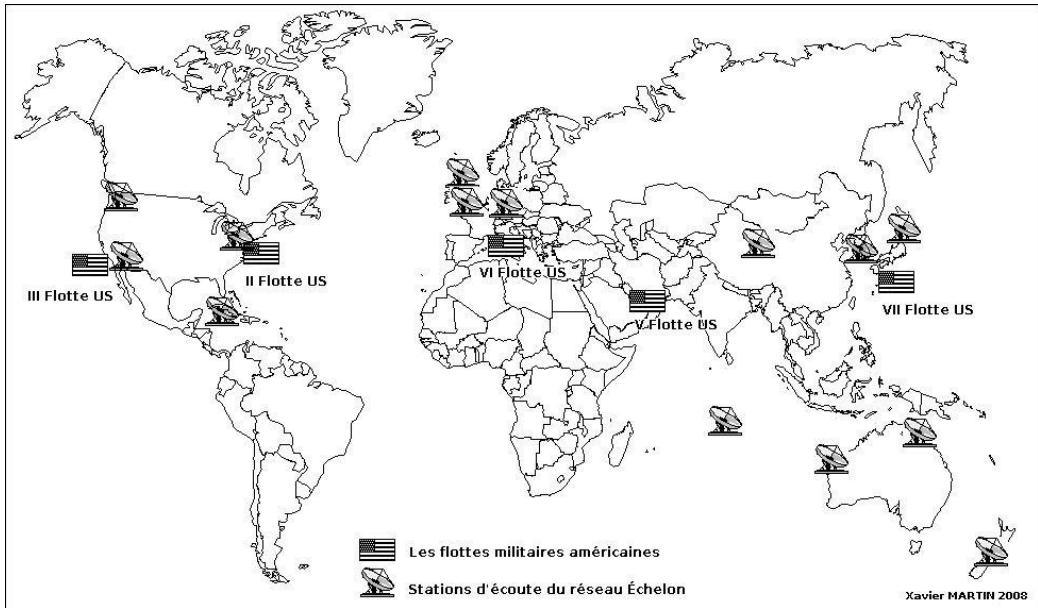 II Flotte US
VI Flotte US
III Flotte US
V Flotte US
VII Flotte US
Les flottes militaires américaines
Stations d'écoute du réseau Échelon
Xavier MARTIN 2008